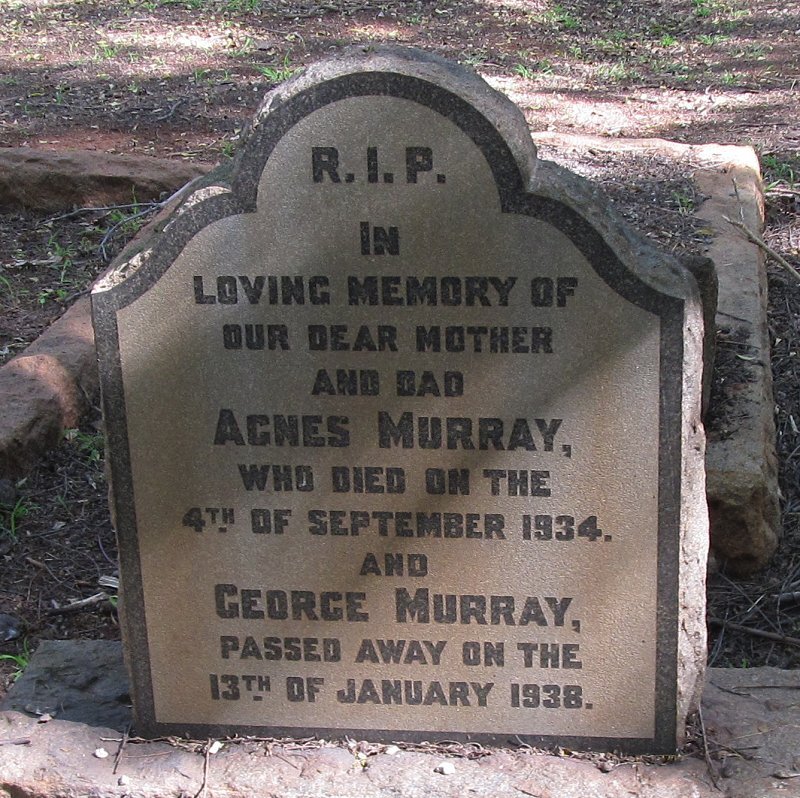 R.I.P.
IN
LOVING MEMORY OF
OUR DEAR MOTHER
AND DAD
AGNES MURRAY,
WHO DIED ON THE
4TH. OF SEPTEMBER 1934.
AND
GEORGE MURRAY,
PASSED AWAY ON THE
13TH. OF JANUARY 1938.